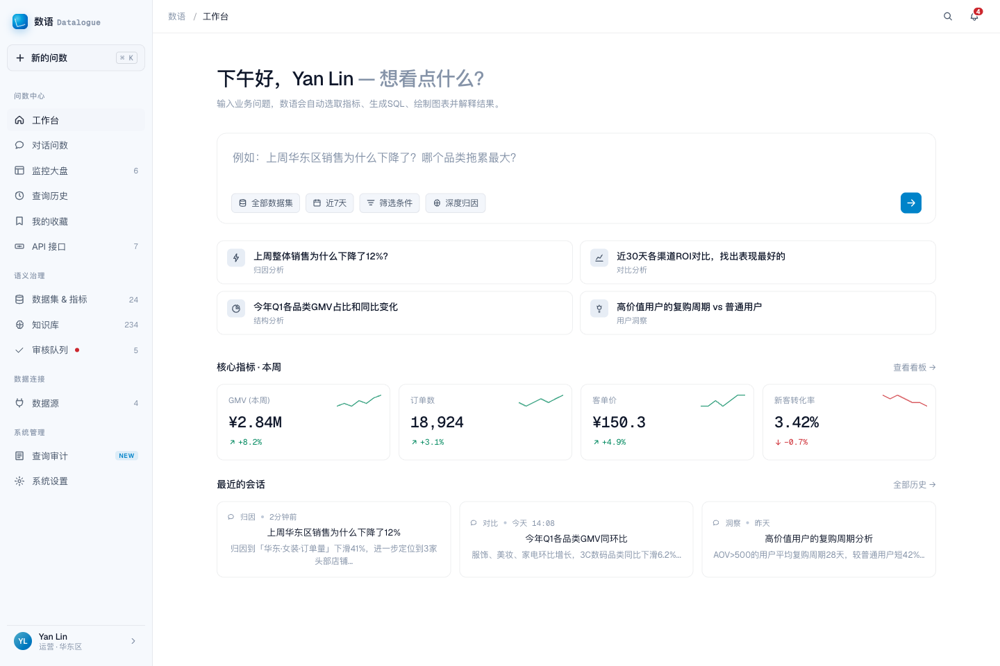 数语 Datalogue
新的问数 ⌘ K
问数中心
工作台
对话问数
监控大盘 6
查询历史
我的收藏
API 接口 7
语义治理
数据集 & 指标 24
知识库 234
审核队列 5
数据连接
数据源 4
系统管理
查询审计 NEW
系统设置
YL
Yan Lin
运营 · 华东区
数语 / 工作台
4
下午好，Yan Lin — 想看点什么?
输入业务问题，数语会自动选取指标、生成SQL、绘制图表并解释结果。
例如：上周华东区销售为什么下降了？哪个品类拖累最大?
全部数据集 近7天 筛选条件 深度归因
上周整体销售为什么下降了12%?
归因分析
近30天各渠道ROI对比，找出表现最好的
对比分析
今年Q1各品类GMV占比和同比变化
结构分析
高价值用户的复购周期 vs 普通用户
用户洞察
核心指标 · 本周 查看看板 →
GMV (本周)
¥2.84M
↗ +8.2%
订单数
18,924
↗ +3.1%
客单价
¥150.3
↗ +4.9%
新客转化率
3.42%
↓ -0.7%
最近的会话 全部历史 →
归因 • 2分钟前
上周华东区销售为什么下降了12%
归因到「华东·女装·订单量」下滑41%，进一步定位到3家
头部店铺...
对比 • 今天 14:08
今年Q1各品类GMV同环比
服饰、美妆、家电环比增长，3C数码品类同比下滑6.2%...
洞察 • 昨天
高价值用户的复购周期分析
AOV>500的用户平均复购周期28天，较普通用户短42%...